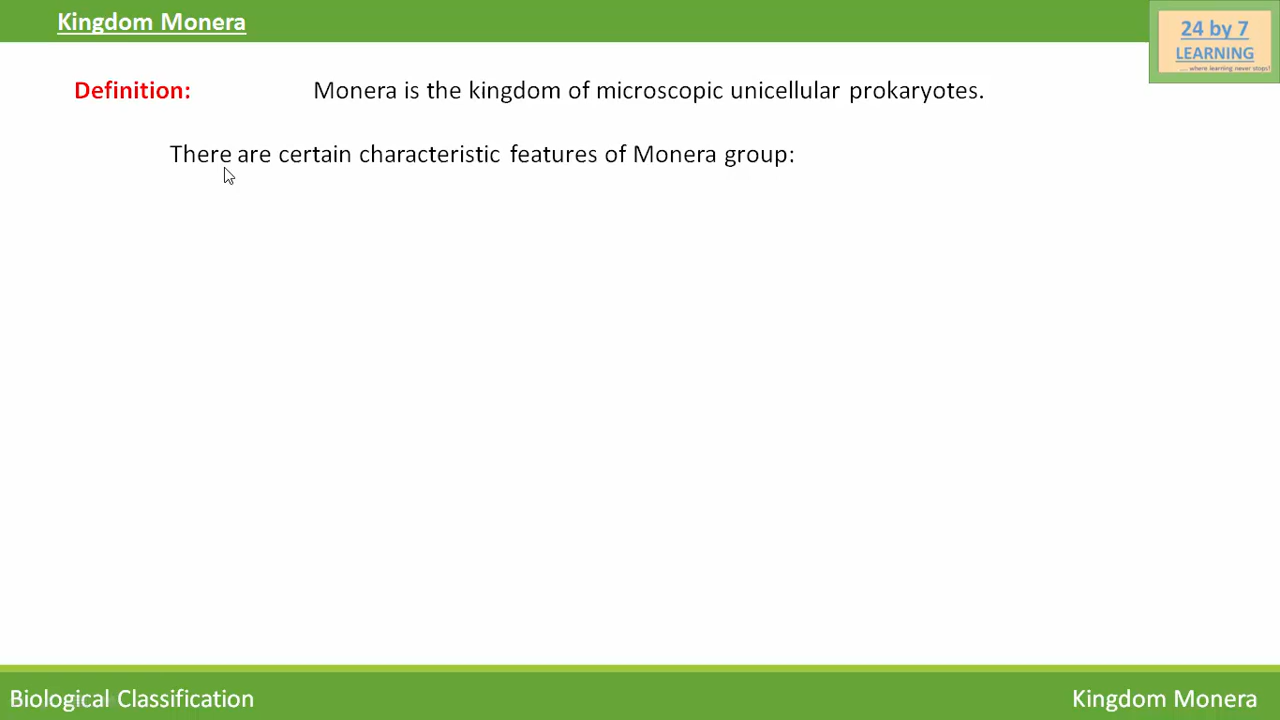 Kingdom Monera
24 by 7
LEARNING
.... where learning never stops!
Definition: Monera is the kingdom of microscopic unicellular prokaryotes.
There are certain characteristic features of Monera group:
Biological Classification
Kingdom Monera